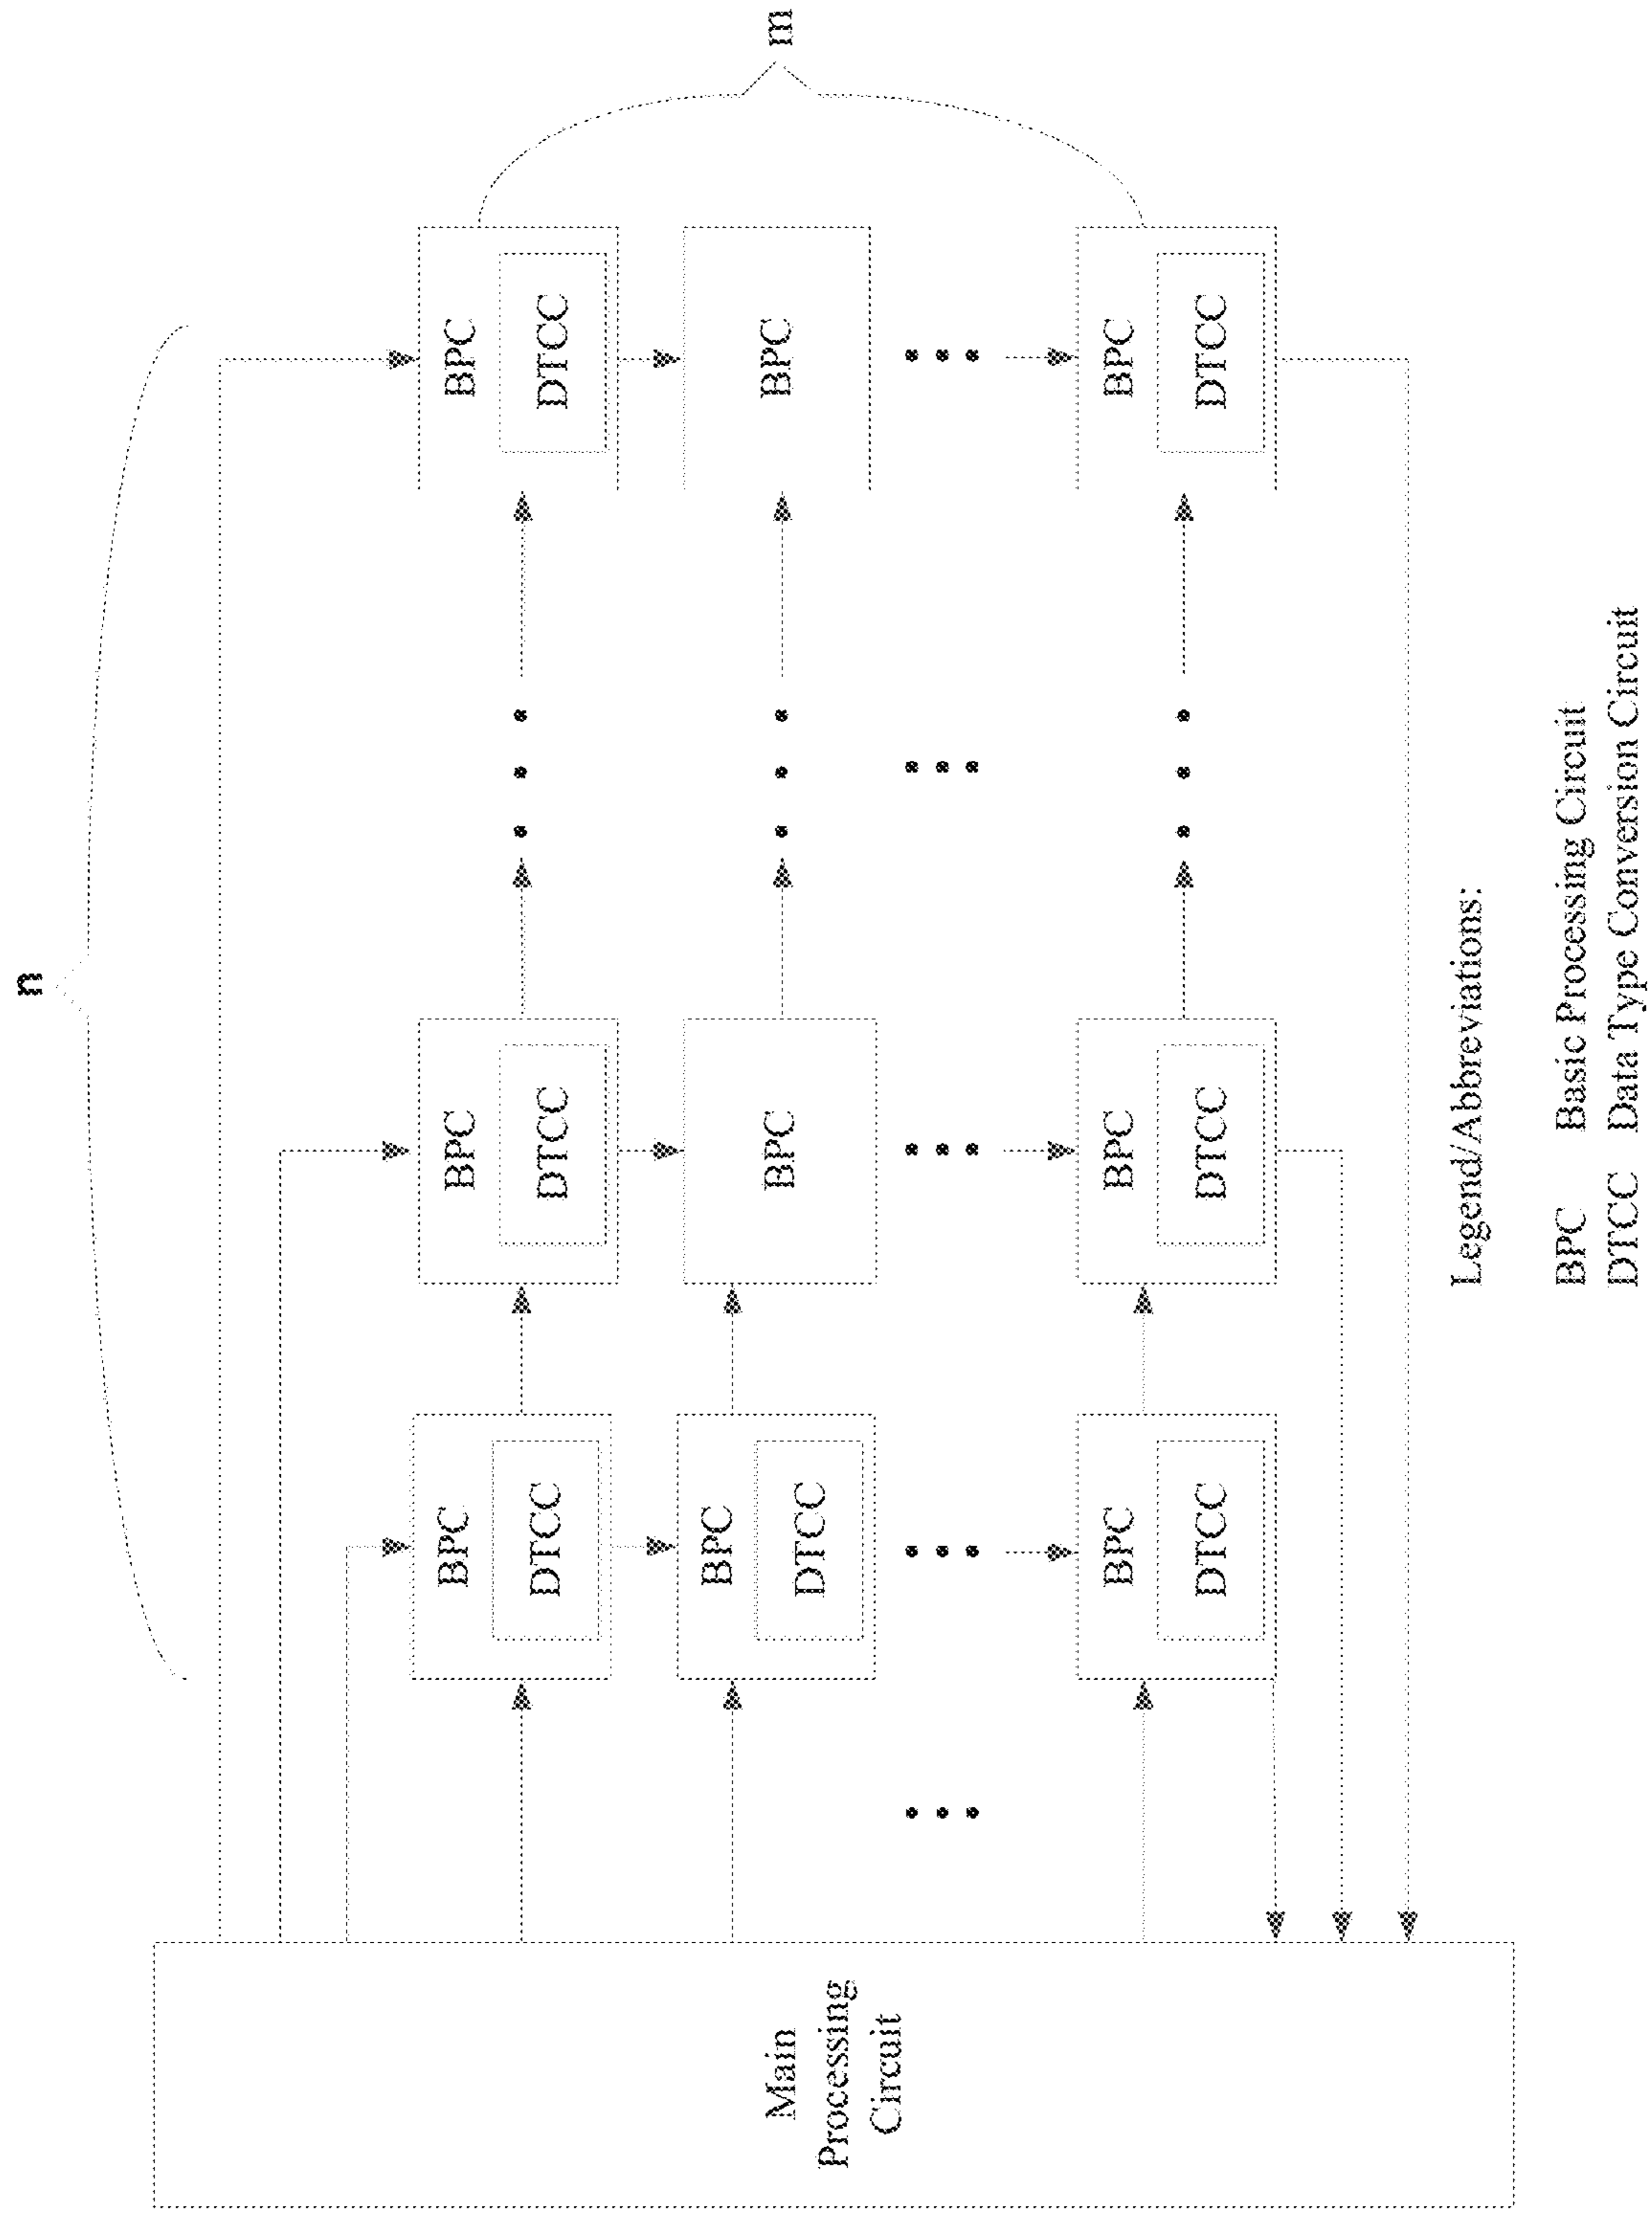 n
Main
Processing
Circuit
BPC
DTCC
BPC
DTCC
BPC
DTCC
BPC
DTCC
BPC
BPC
m
BPC
DTCC
BPC
DTCC
BPC
DTCC
Legend/Abbreviations:
BPC Basic Processing Circuit
DTCC Data Type Conversion Circuit